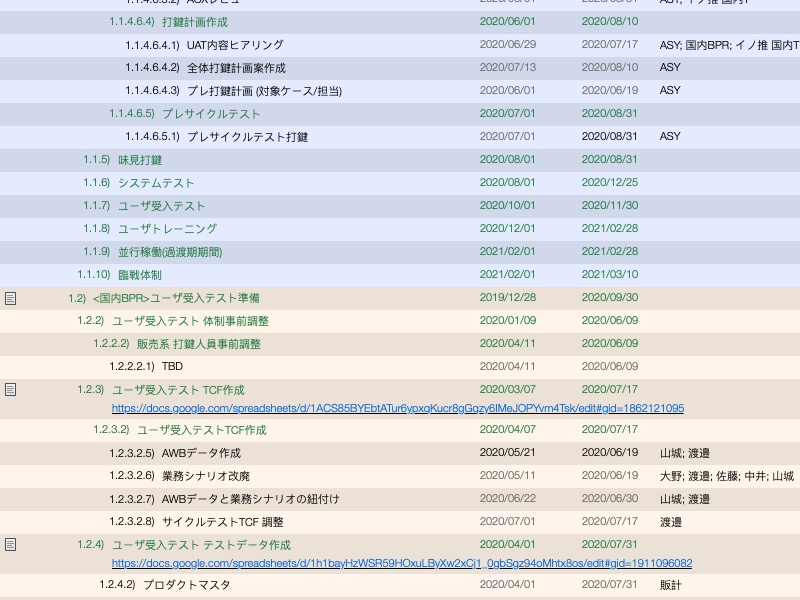 1.1.4.6.4) 打鍵計画作成 2020/06/01 2020/08/10
1.1.4.6.4.1) UAT内容ヒアリング 2020/06/29 2020/07/17 ASY; 国内BPR; イノ推 国内T
1.1.4.6.4.2) 全体打鍵計画案作成 2020/07/13 2020/08/10 ASY
1.1.4.6.4.3) プレ打鍵計画 (対象ケース/担当) 2020/06/01 2020/06/19 ASY
1.1.4.6.5) プレサイクルテスト 2020/07/01 2020/08/31
1.1.4.6.5.1) プレサイクルテスト打鍵 2020/07/01 2020/08/31 ASY
1.1.5) 味見打鍵 2020/08/01 2020/08/31
1.1.6) システムテスト 2020/08/01 2020/12/25
1.1.7) ユーザ受入テスト 2020/10/01 2020/11/30
1.1.8) ユーザトレーニング 2020/12/01 2021/02/28
1.1.9) 並行稼働(過渡期期間) 2021/02/01 2021/02/28
1.1.10) 臨戦体制 2021/02/01 2021/03/10
1.2) <国内BPR>ユーザ受入テスト準備 2019/12/28 2020/09/30
1.2.2) ユーザ受入テスト 体制事前調整 2020/01/09 2020/06/09
1.2.2.2) 販売系 打鍵人員事前調整 2020/04/11 2020/06/09
1.2.2.2.1) TBD 2020/04/11 2020/06/09
1.2.3) ユーザ受入テスト TCF作成 2020/03/07 2020/07/17
https://docs.google.com/spreadsheets/d/1ACS85BYEbtATur6ypxqKucr8gGqzy6IMeJOPYvm4Tsk/edit#gid=1862121095
1.2.3.2) ユーザ受入テストTCF作成 2020/04/07 2020/07/17
1.2.3.2.5) AWBデータ作成 2020/05/21 2020/06/19 山城; 渡邉
1.2.3.2.6) 業務シナリオ改廃 2020/05/11 2020/06/19 大野; 渡邉; 佐藤; 中井; 山城
1.2.3.2.7) AWBデータと業務シナリオの紐付け 2020/06/22 2020/06/30 山城; 渡邉
1.2.3.2.8) サイクルテストTCF 調整 2020/07/01 2020/07/17 渡邉
1.2.4) ユーザ受入テスト テストデータ作成 2020/04/01 2020/07/31
https://docs.google.com/spreadsheets/d/1h1bayHzWSR59HOxuLByXw2xCj1_0gbSqz94oMhtx8os/edit#gid=1911096082
1.2.4.2) プロダクトマスタ 2020/04/01 2020/07/31 販計